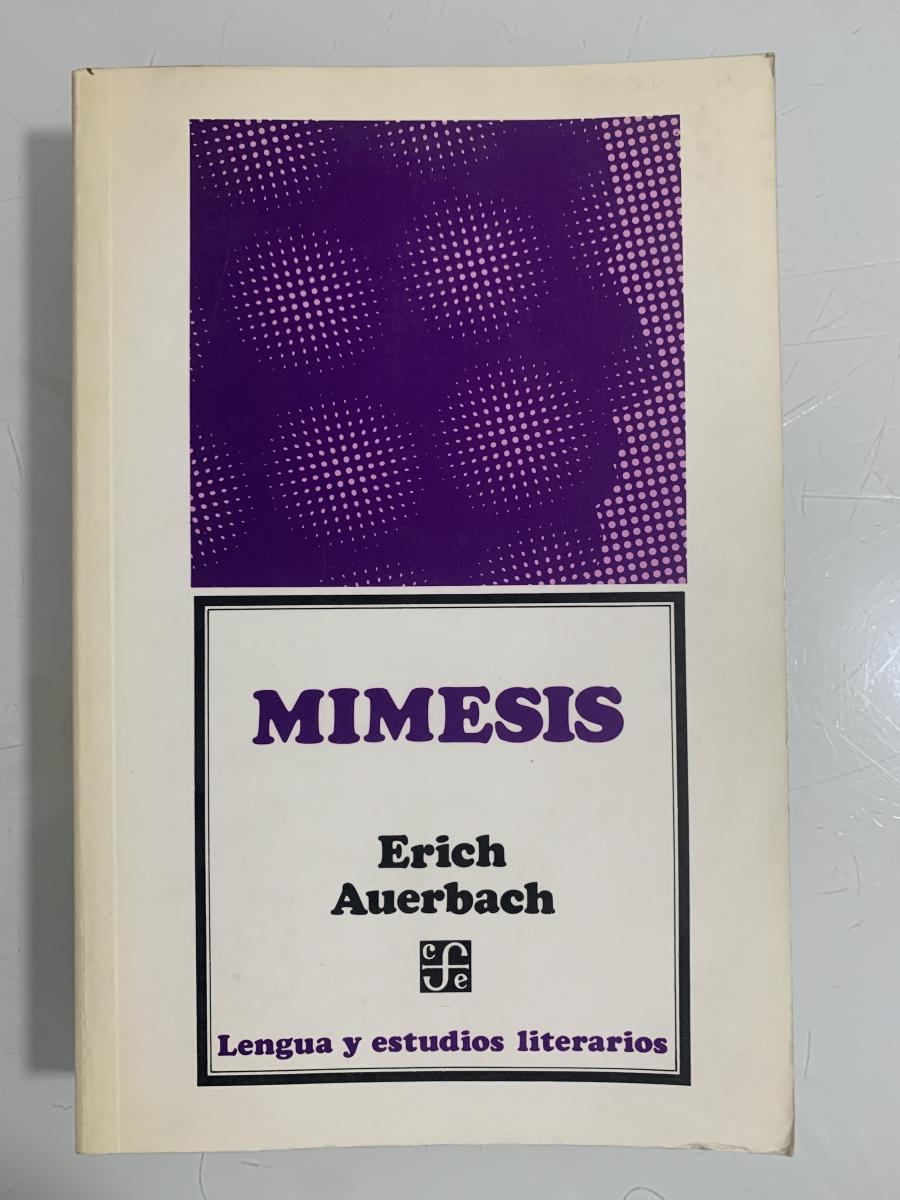 MIMESIS
Erich
Auerbach
c f e
Lengua y estudios literarios